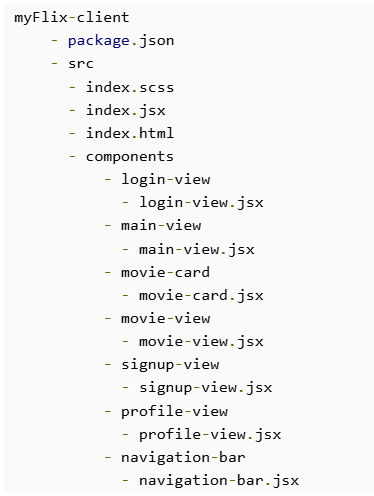 myFlix-client
- package.json
- src
- index.scss
- index.jsx
- index.html
- components
- login-view
- login-view.jsx
- main-view
- main-view.jsx
- movie-card
- movie-card.jsx
- movie-view
- movie-view.jsx
- signup-view
- signup-view.jsx
- profile-view
- profile-view.jsx
- navigation-bar
- navigation-bar.jsx